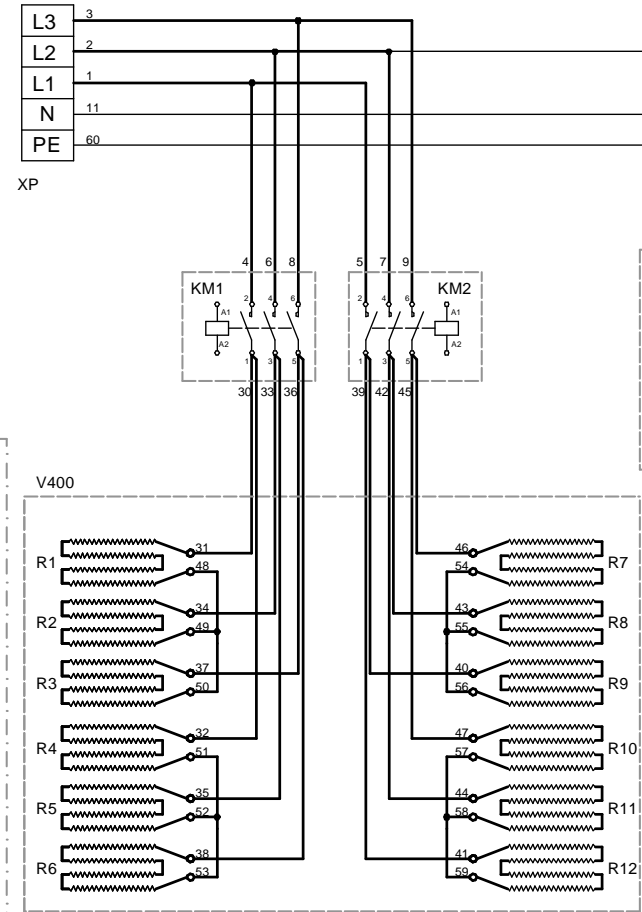 L3 3
L2 2
L1 1
N 11
PE 60
XP
4 6 8 5 7 9
KM1 KM2
2 4 6 2 4 6
A1 A1
A2 A2
1 3 5 1 3 5
30 33 36 39 42 45
V400
31 46
R1 R7
48 54
34 43
R2 R8
49 55
37 40
R3 R9
50 56
32 47
R4 R10
51 57
35 44
R5 R11
52 58
38 41
R6 R12
53 59